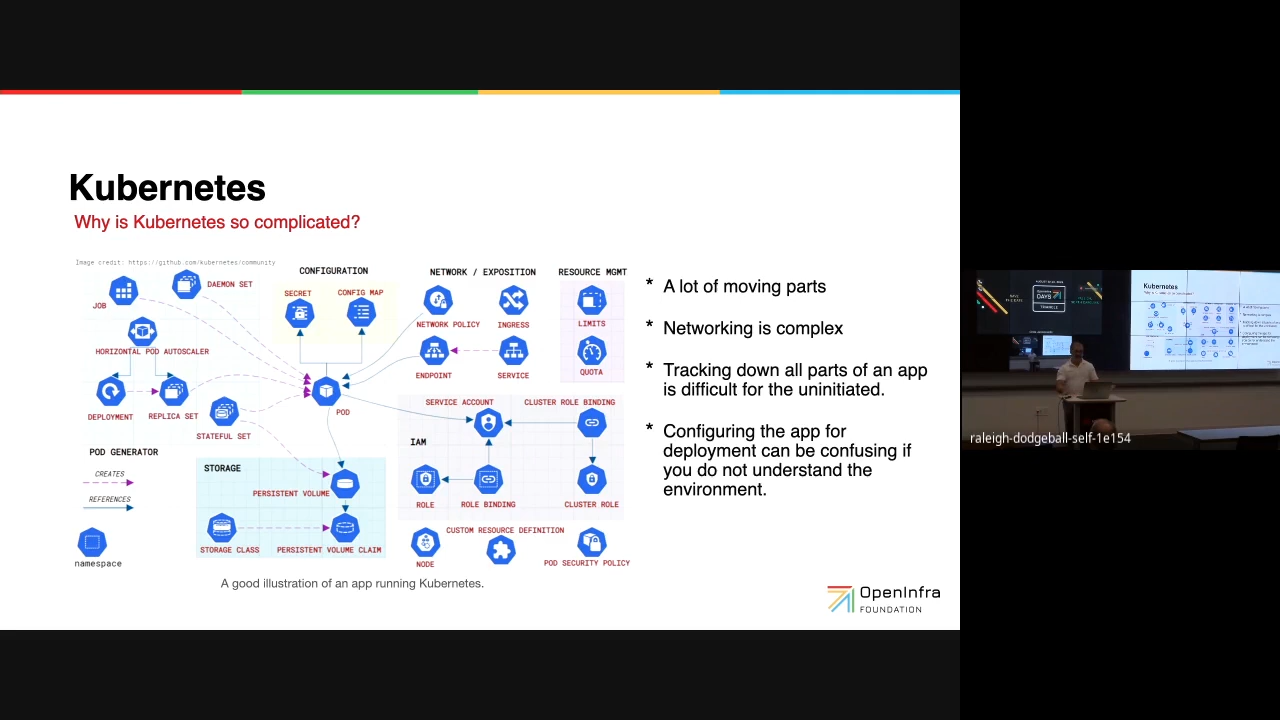 Kubernetes
Why is Kubernetes so complicated?
Image credit: https://github.com/kubernetes/community
JOB
DAEMON SET
HORIZONTAL POD AUTOSCALER
DEPLOYMENT
REPLICA SET
STATEFUL SET
POD GENERATOR
CREATES
REFERENCES
namespace
CONFIGURATION
SECRET
CONFIG MAP
POD
STORAGE
PERSISTENT VOLUME
STORAGE CLASS
PERSISTENT VOLUME CLAIM
NETWORK / EXPOSITION
NETWORK POLICY
INGRESS
ENDPOINT
SERVICE
RESOURCE MGMT
LIMITS
QUOTA
SERVICE ACCOUNT
CLUSTER ROLE BINDING
IAM
ROLE
ROLE BINDING
CLUSTER ROLE
CUSTOM RESOURCE DEFINITION
NODE
POD SECURITY POLICY
A good illustration of an app running Kubernetes.
* A lot of moving parts
* Networking is complex
* Tracking down all parts of an app
is difficult for the uninitiated.
* Configuring the app for
deployment can be confusing if
you do not understand the
environment.
OpenInfra
FOUNDATION
Kubernetes
DAYS
raleigh-dodgeball-self-1e154